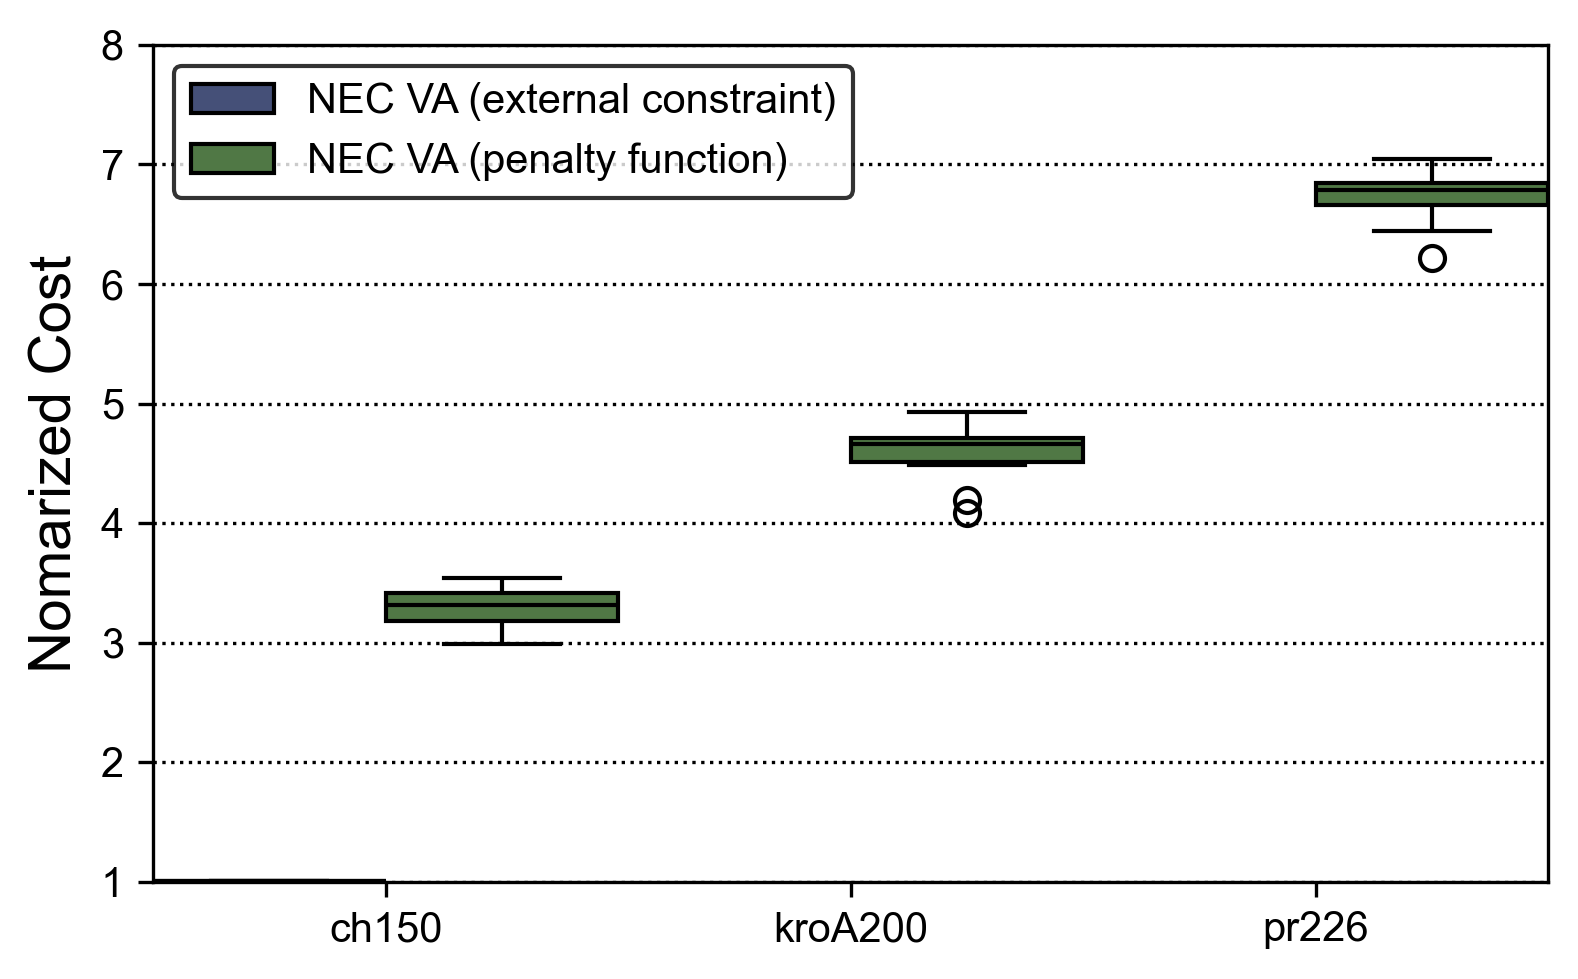 8
NEC VA (external constraint)
7
NEC VA (penalty function)
6
5
4
3
2
1
Nomarized Cost
ch150
kroA200
pr226